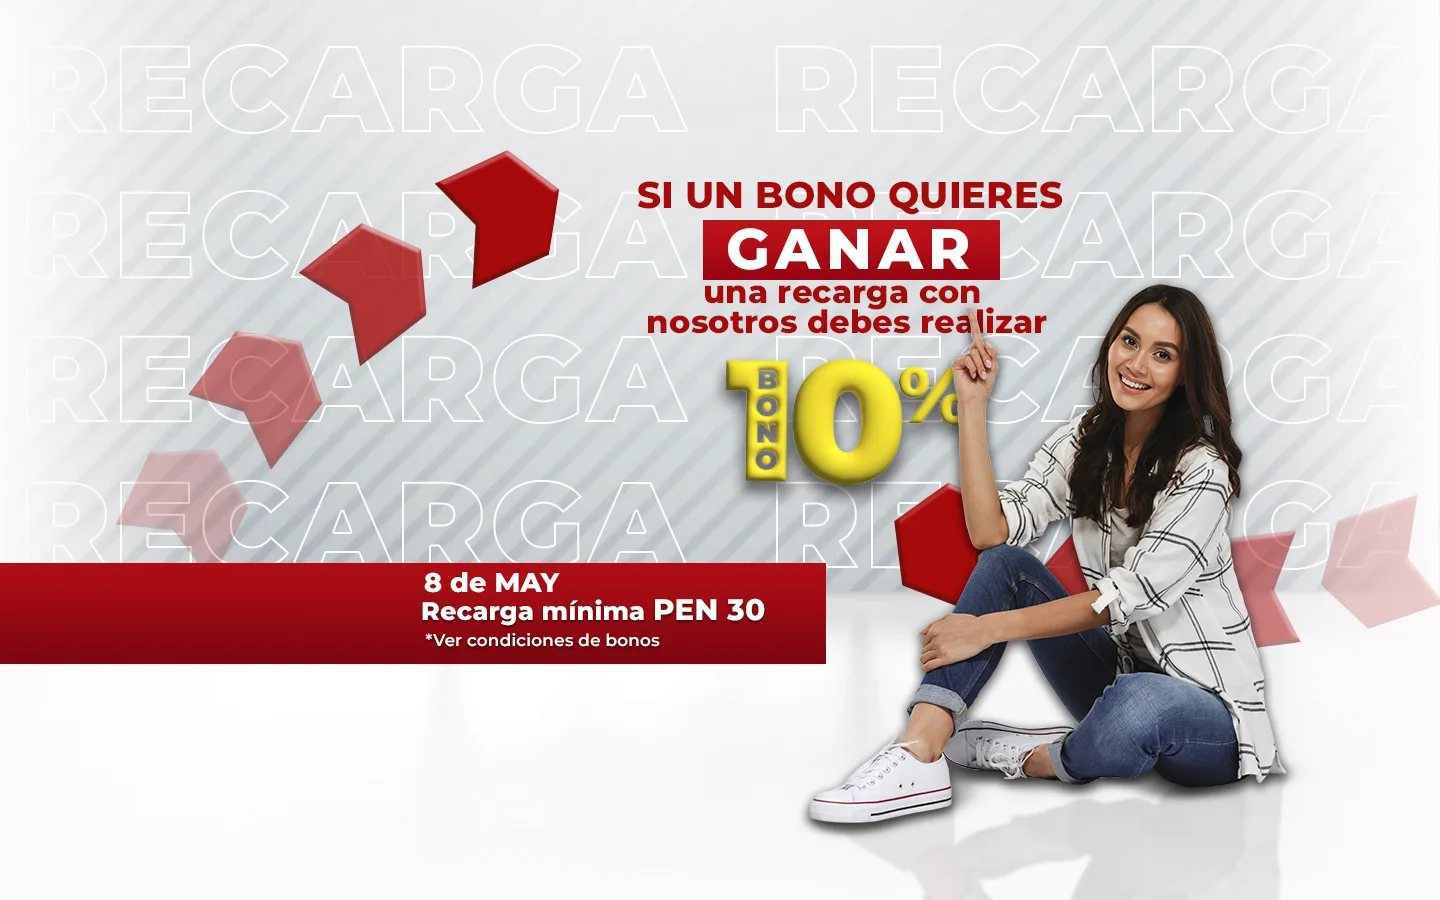 RECARGA RECARGA
RECARGA RECARGA
RECARGA RECARGA
RECARGA RECARGA
SI UN BONO QUIERES
GANAR
una recarga con
nosotros debes realizar
BONO
10%
8 de MAY
Recarga mínima PEN 30
*Ver condiciones de bonos